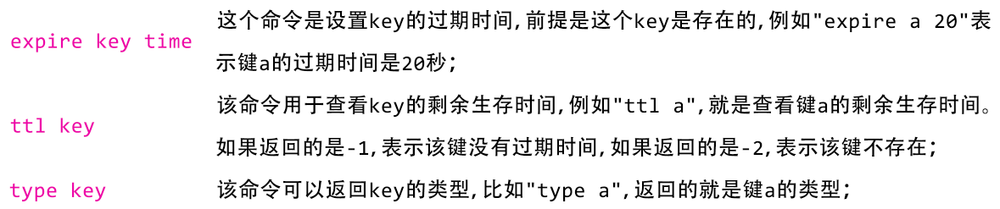 expire key time
这个命令是设置key的过期时间,前提是这个key是存在的,例如"expire a 20"表
示键a的过期时间是20秒;
ttl key
该命令用于查看key的剩余生存时间,例如"ttl a",就是查看键a的剩余生存时间。
如果返回的是-1,表示该键没有过期时间,如果返回的是-2,表示该键不存在;
type key
该命令可以返回key的类型,比如"type a",返回的就是键a的类型;